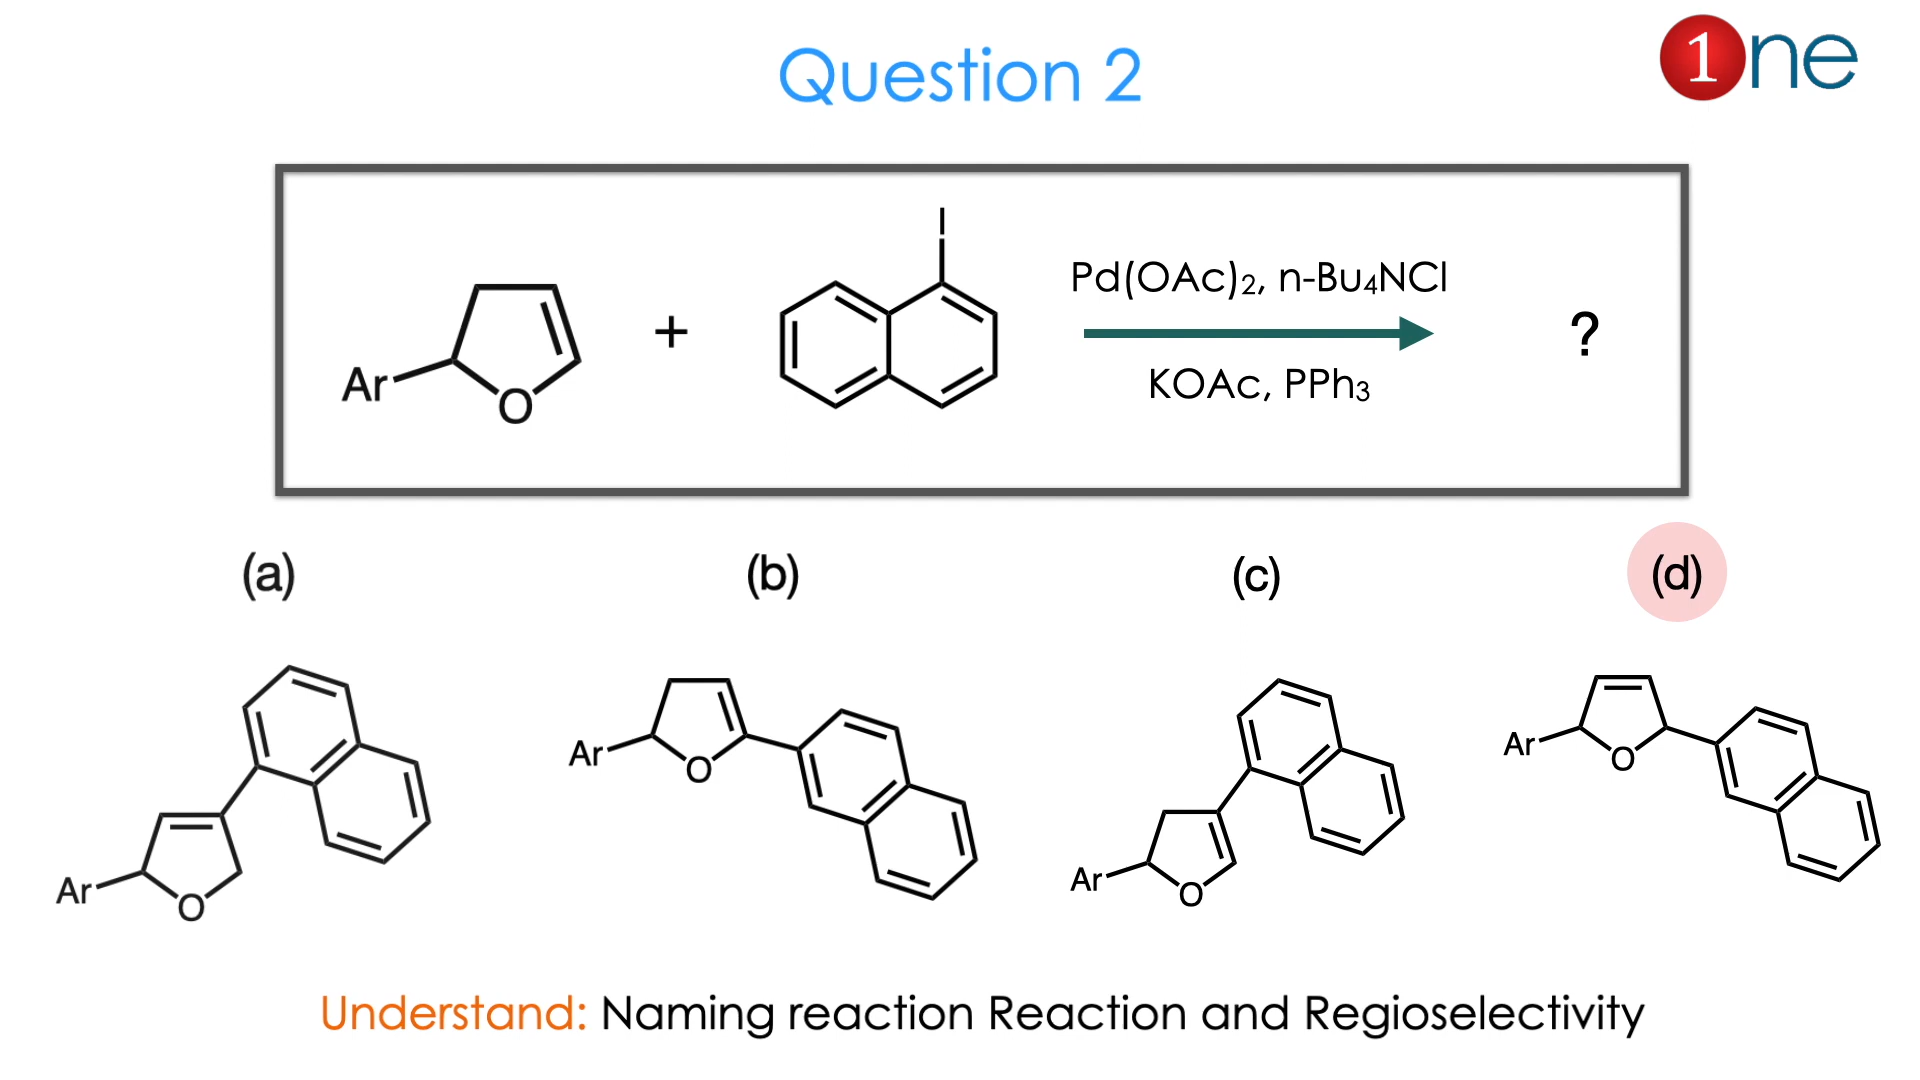 Question 2
1ne
I
Pd(OAc)2, n-Bu4NCl
+
?
Ar
O
KOAc, PPh3
(a) (b) (c) (d)
Ar O
Ar O
Ar O
Ar O
Understand: Naming reaction Reaction and Regioselectivity